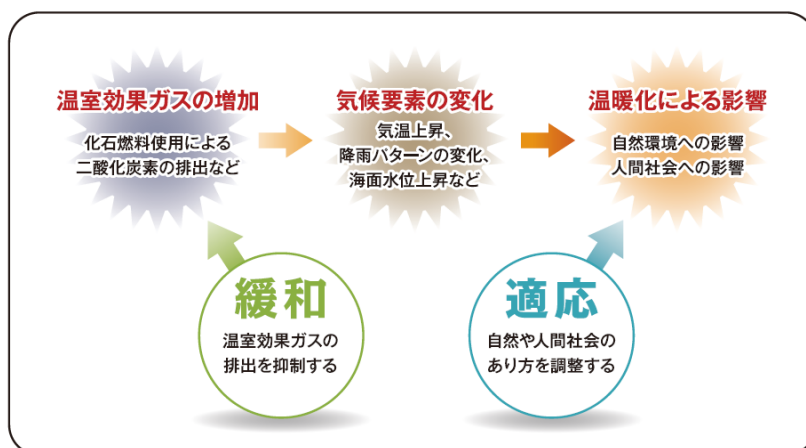 温室効果ガスの増加
化石燃料使用による
二酸化炭素の排出など
気候要素の変化
気温上昇、
降雨パターンの変化、
海面水位上昇など
温暖化による影響
自然環境への影響
人間社会への影響
緩和
温室効果ガスの
排出を抑制する
適応
自然や人間社会の
あり方を調整する